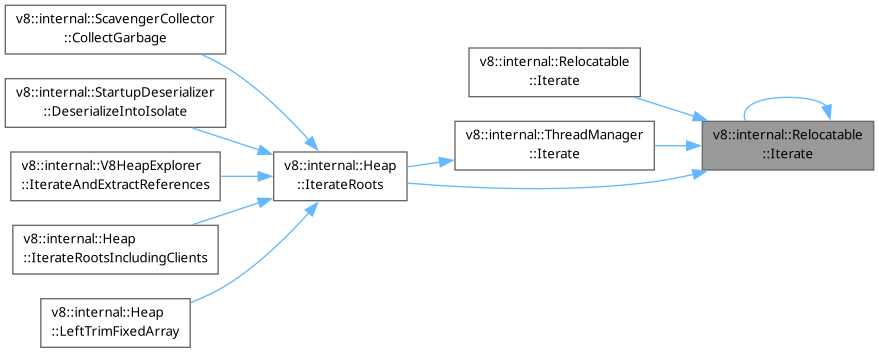 v8::internal::ScavengerCollector
::CollectGarbage
v8::internal::StartupDeserializer
::DeserializeIntoIsolate
v8::internal::V8HeapExplorer
::IterateAndExtractReferences
v8::internal::Heap
::IterateRootsIncludingClients
v8::internal::Heap
::LeftTrimFixedArray
v8::internal::Heap
::IterateRoots
v8::internal::Relocatable
::Iterate
v8::internal::ThreadManager
::Iterate
v8::internal::Relocatable
::Iterate